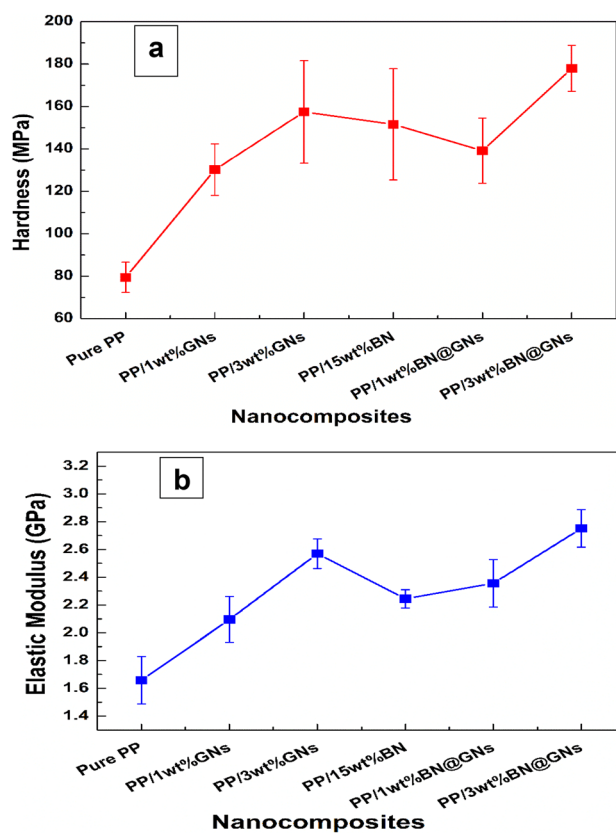 a
Hardness (MPa)
200
180
160
140
120
100
80
60
Pure PP
PP/1wt%GNs
PP/3wt%GNs
PP/15wt%BN
PP/1wt%BN@GNs
PP/3wt%BN@GNs
Nanocomposites
b
Elastic Modulus (GPa)
3.2
3.0
2.8
2.6
2.4
2.2
2.0
1.8
1.6
1.4
Pure PP
PP/1wt%GNs
PP/3wt%GNs
PP/15wt%BN
PP/1wt%BN@GNs
PP/3wt%BN@GNs
Nanocomposites